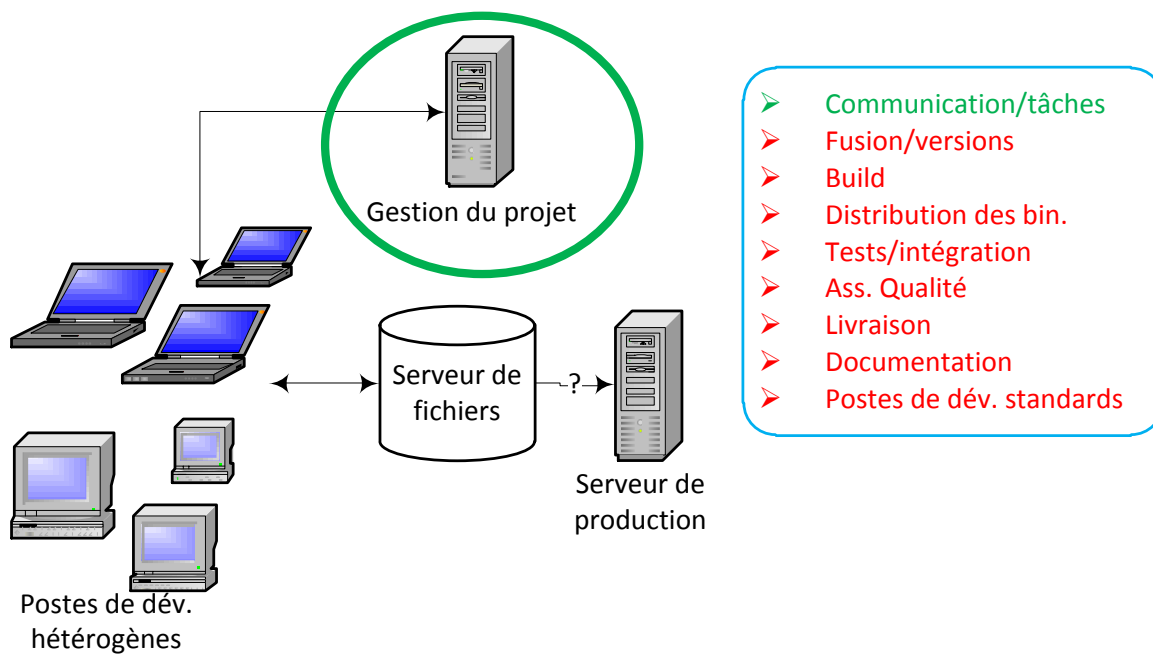 Gestion du projet
Serveur de
fichiers
?
Serveur de
production
Postes de dév.
hétérogènes
Communication/tâches
Fusion/versions
Build
Distribution des bin.
Tests/intégration
Ass. Qualité
Livraison
Documentation
Postes de dév. standards